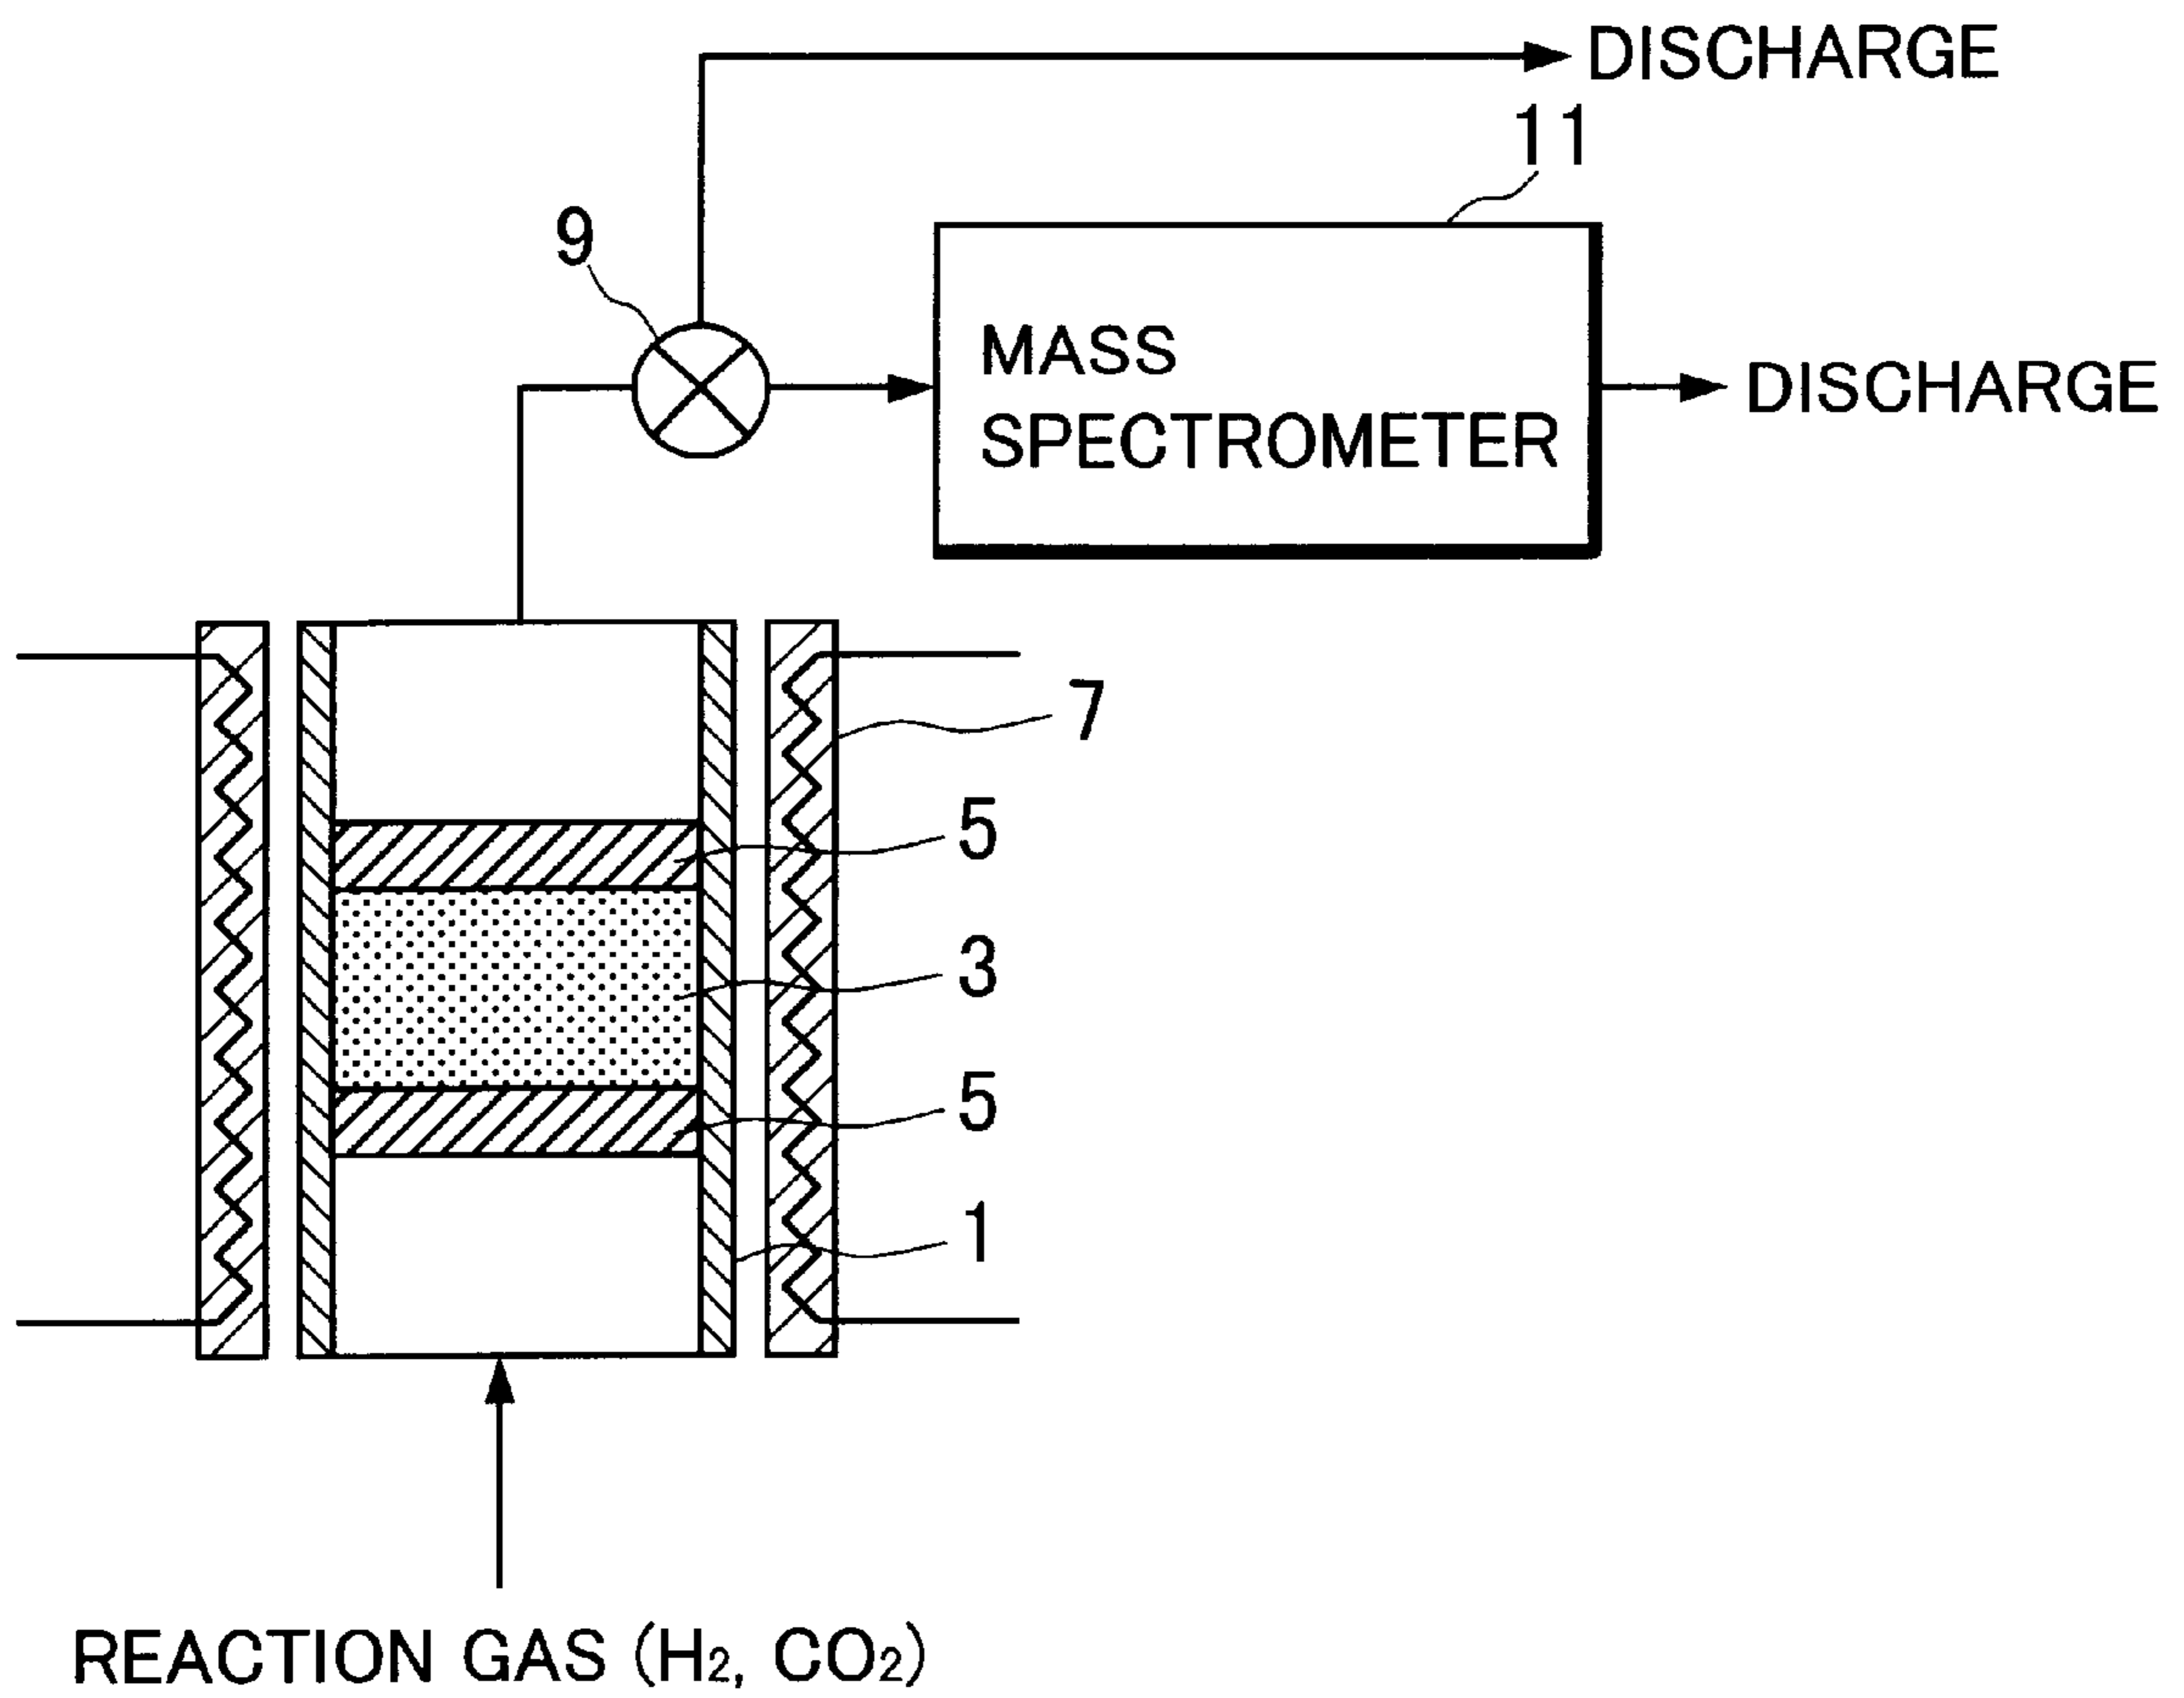 DISCHARGE
11
9
MASS
SPECTROMETER
DISCHARGE
7
5
3
5
1
REACTION GAS (H₂, CO₂)